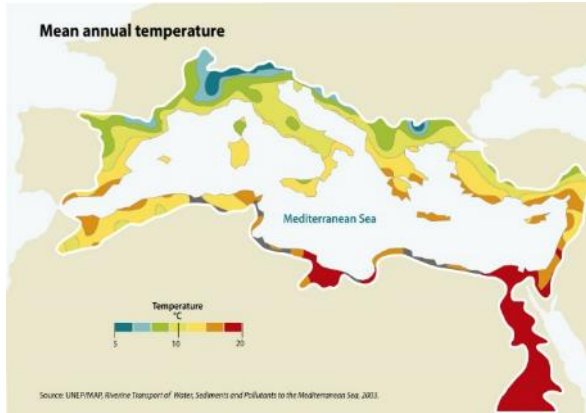 Mean annual temperature
Mediterranean Sea
Temperature
°C
5 10 20
Source: UNEP/MAP, Riverine Transport of Water, Sediments and Pollutants to the Mediterranean Sea, 2003.